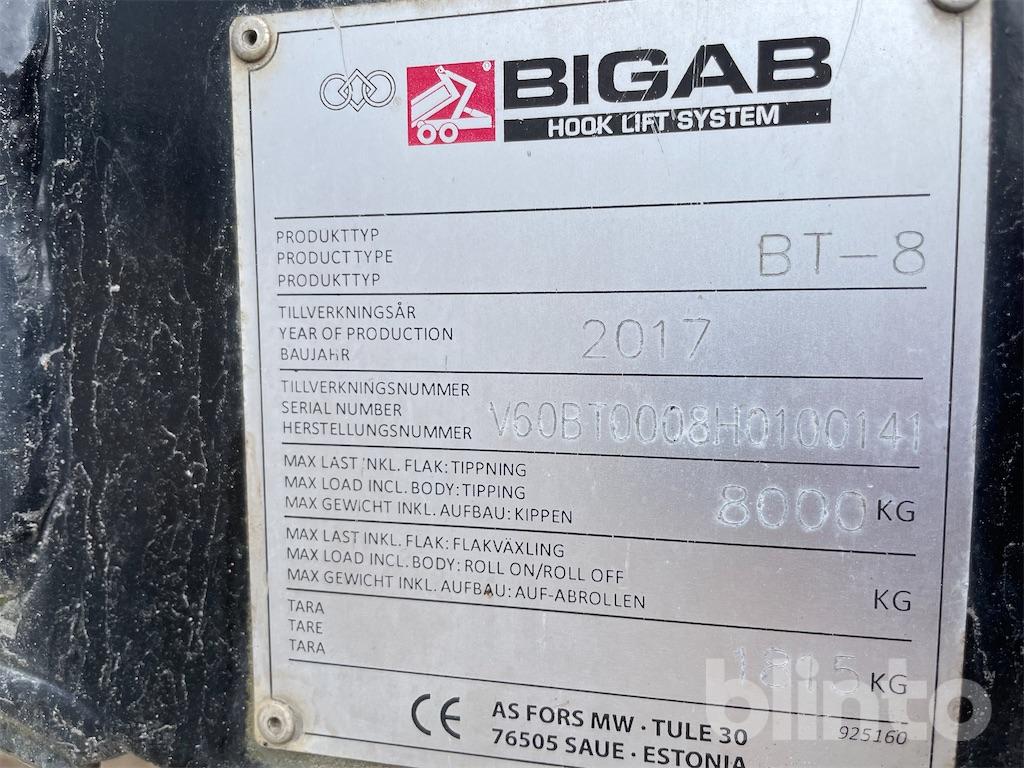 BIGAB
HOOK LIFT SYSTEM
PRODUKTTYP
PRODUCT TYPE
PRODUKTTYP
BT-8
TILLVERKNINGSÅR
YEAR OF PRODUCTION
BAUJAHR
2017
TILLVERKNINGSNUMMER
SERIAL NUMBER
HERSTELLUNGSNUMMER
V60BT0008H0100141
MAX LAST INKL. FLAK: TIPPNING
MAX LOAD INCL. BODY: TIPPING
MAX GEWICHT INKL. AUFBAU: KIPPEN
8000 KG
MAX LAST INKL. FLAK: FLAKVÄXLING
MAX LOAD INCL. BODY: ROLL ON/ROLL OFF
MAX GEWICHT INKL. AUFBAU: AUF-ABROLLEN
KG
TARA
TARE
TARA
KG
CE
AS FORS MW · TULE 30
76505 SAUE · ESTONIA
925160
blinto